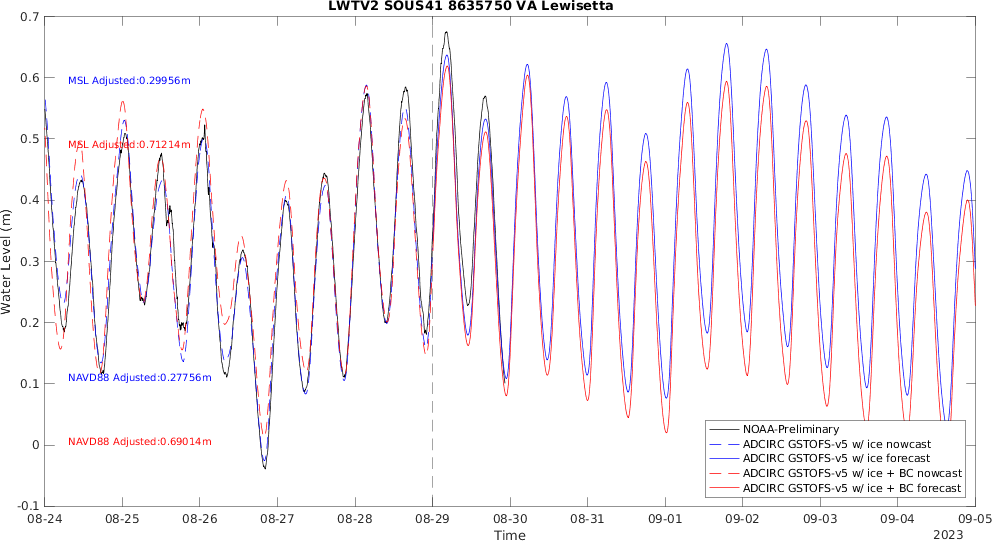 LWTV2 SOUS41 8635750 VA Lewisetta
0.7
0.6
0.5
0.4
0.3
0.2
0.1
0
-0.1
Water Level (m)
MSL Adjusted:0.29956m
MSL Adjusted:0.71214m
NAVD88 Adjusted:0.27756m
NAVD88 Adjusted:0.69014m
NOAA-Preliminary
ADCIRC GSTOFS-v5 w/ ice nowcast
ADCIRC GSTOFS-v5 w/ ice forecast
ADCIRC GSTOFS-v5 w/ ice + BC nowcast
ADCIRC GSTOFS-v5 w/ ice + BC forecast
08-24 08-25 08-26 08-27 08-28 08-29 08-30 08-31 09-01 09-02 09-03 09-04 09-05
Time
2023